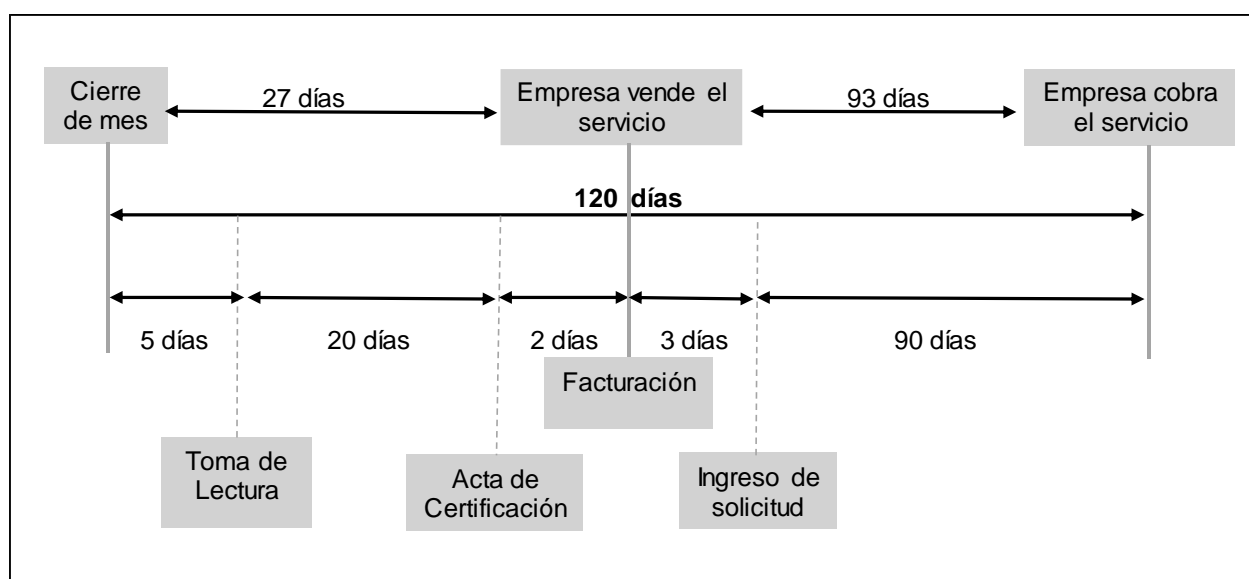 Cierre
de mes
27 días
Empresa vende el
servicio
93 días
Empresa cobra
el servicio
120 días
5 días
20 días
2 días
3 días
90 días
Facturación
Toma de
Lectura
Acta de
Certificación
Ingreso de
solicitud